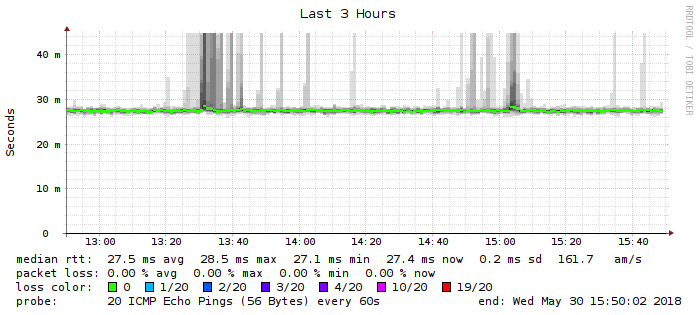 Last 3 Hours
RRDTOOL / TOBI OETIKER
Seconds
40 m
30 m
20 m
10 m
0
13:00 13:20 13:40 14:00 14:20 14:40 15:00 15:20 15:40
median rtt: 27.5 ms avg 28.5 ms max 27.1 ms min 27.4 ms now 0.2 ms sd 161.7 am/s
packet loss: 0.00 % avg 0.00 % max 0.00 % min 0.00 % now
loss color: 0 1/20 2/20 3/20 4/20 10/20 19/20
probe: 20 ICMP Echo Pings (56 Bytes) every 60s end: Wed May 30 15:50:02 2018